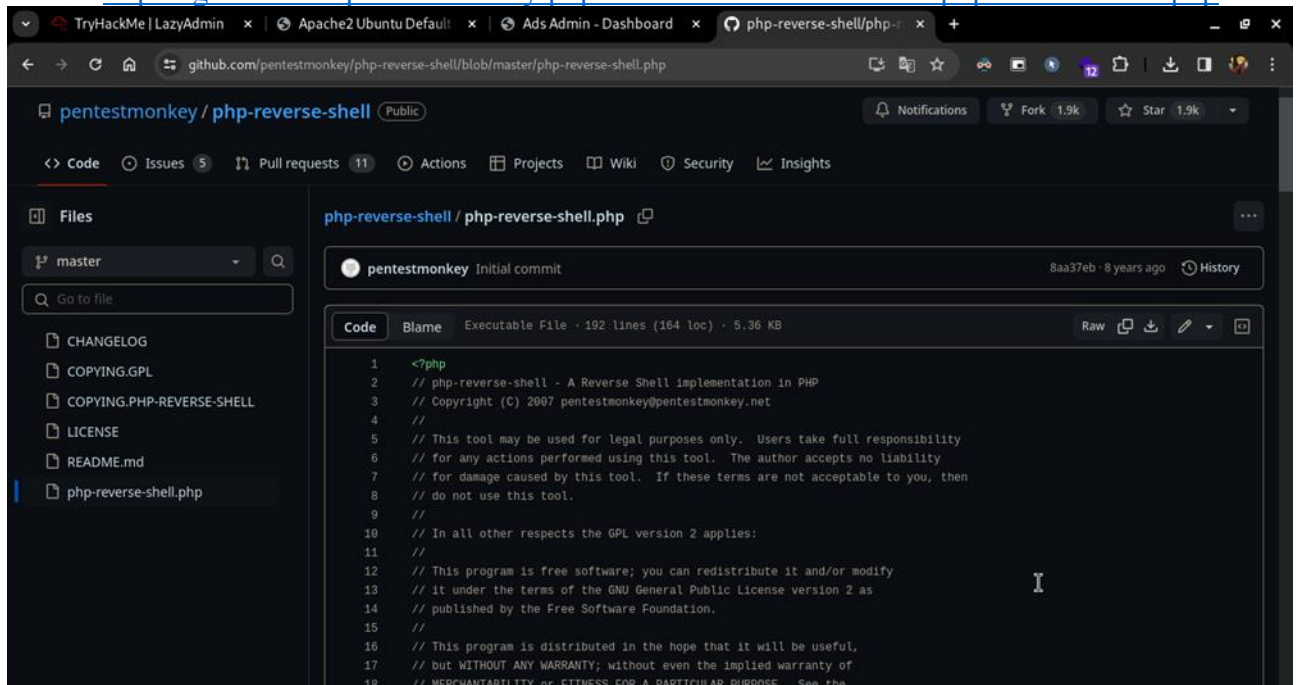 TryHackMe | LazyAdmin
Apache2 Ubuntu Default
Ads Admin - Dashboard
php-reverse-shell/php-r
github.com/pentestmonkey/php-reverse-shell/blob/master/php-reverse-shell.php
12
pentestmonkey / php-reverse-shell Public
Notifications
Fork 1.9k
Star 1.9k
<> Code
Issues 5
Pull requests 11
Actions
Projects
Wiki
Security
Insights
Files
php-reverse-shell / php-reverse-shell.php
master
pentestmonkey Initial commit
8aa37eb · 8 years ago
History
Go to file
Code
Blame
Executable File · 192 lines (164 loc) · 5.36 KB
Raw
CHANGELOG
COPYING.GPL
COPYING.PHP-REVERSE-SHELL
LICENSE
README.md
php-reverse-shell.php
1 <?php
2 // php-reverse-shell - A Reverse Shell implementation in PHP
3 // Copyright (C) 2007 pentestmonkey@pentestmonkey.net
4 //
5 // This tool may be used for legal purposes only.  Users take full responsibility
6 // for any actions performed using this tool.  The author accepts no liability
7 // for damage caused by this tool.  If these terms are not acceptable to you, then
8 // do not use this tool.
9 //
10 // In all other respects the GPL version 2 applies:
11 //
12 // This program is free software; you can redistribute it and/or modify
13 // it under the terms of the GNU General Public License version 2 as
14 // published by the Free Software Foundation.
15 //
16 // This program is distributed in the hope that it will be useful,
17 // but WITHOUT ANY WARRANTY; without even the implied warranty of
18 // MERCHANTABILITY or FITNESS FOR A PARTICULAR PURPOSE.  See the